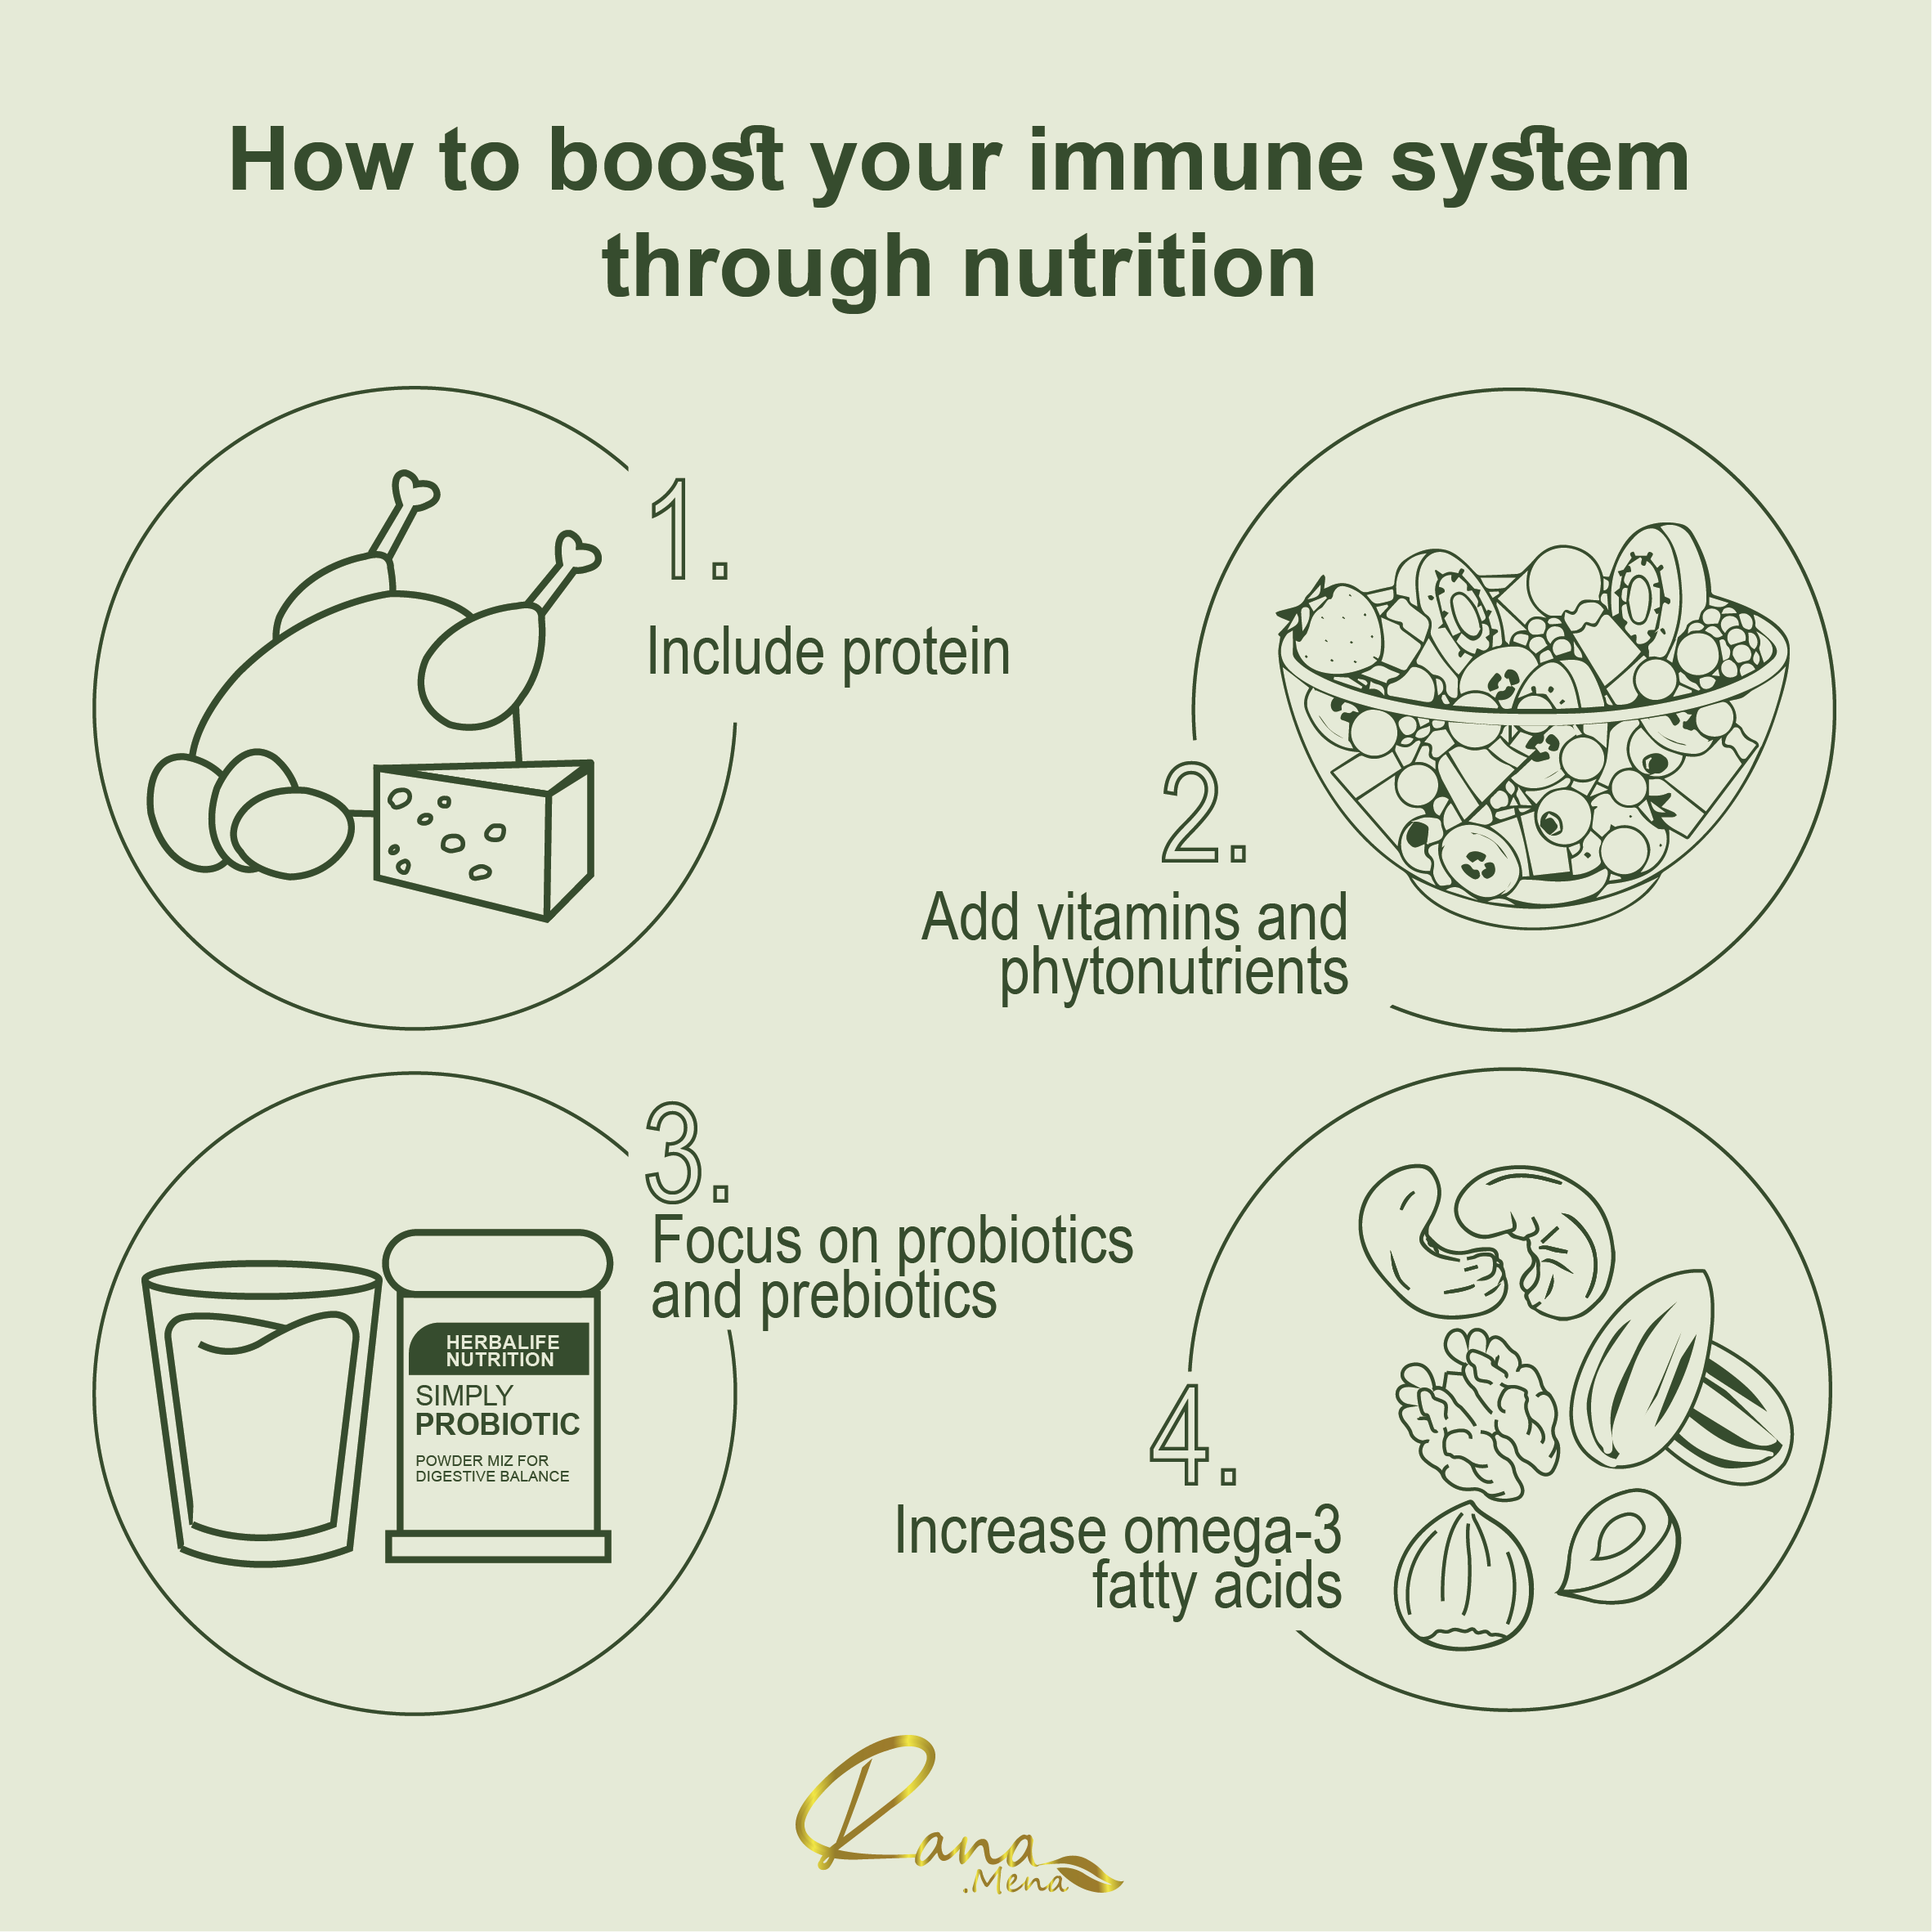 How to boost your immune system
through nutrition
1.
Include protein
2.
Add vitamins and
phytonutrients
3.
Focus on probiotics
and prebiotics
HERBALIFE
NUTRITION
SIMPLY
PROBIOTIC
POWDER MIZ FOR
DIGESTIVE BALANCE
4.
Increase omega-3
fatty acids
Rana
.Mena